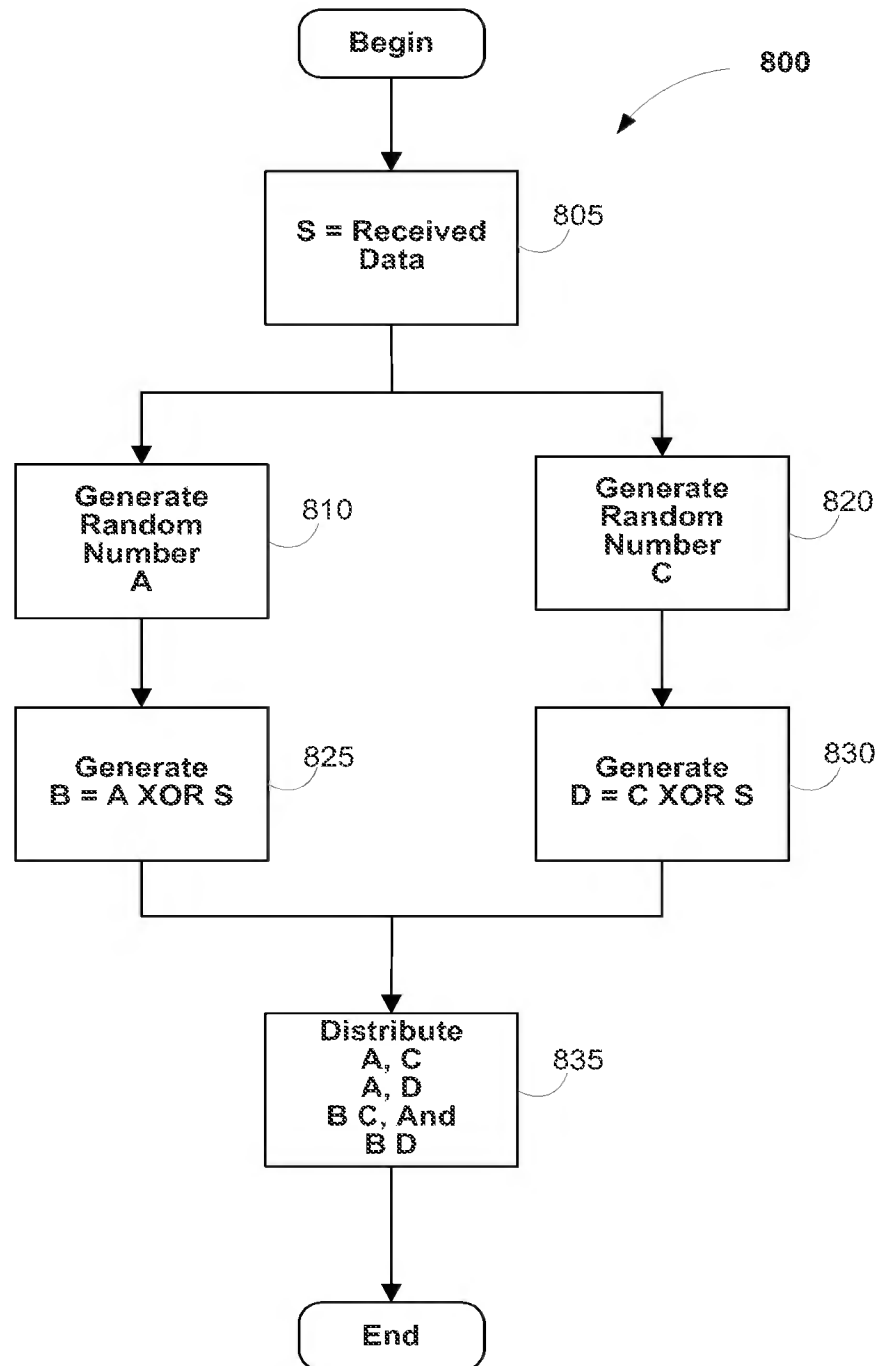 Begin
800
S = Received
Data
805
Generate
Random
Number
A
810
Generate
Random
Number
C
820
Generate
B = A XOR S
825
Generate
D = C XOR S
830
Distribute
A, C
A, D
B C, And
B D
835
End